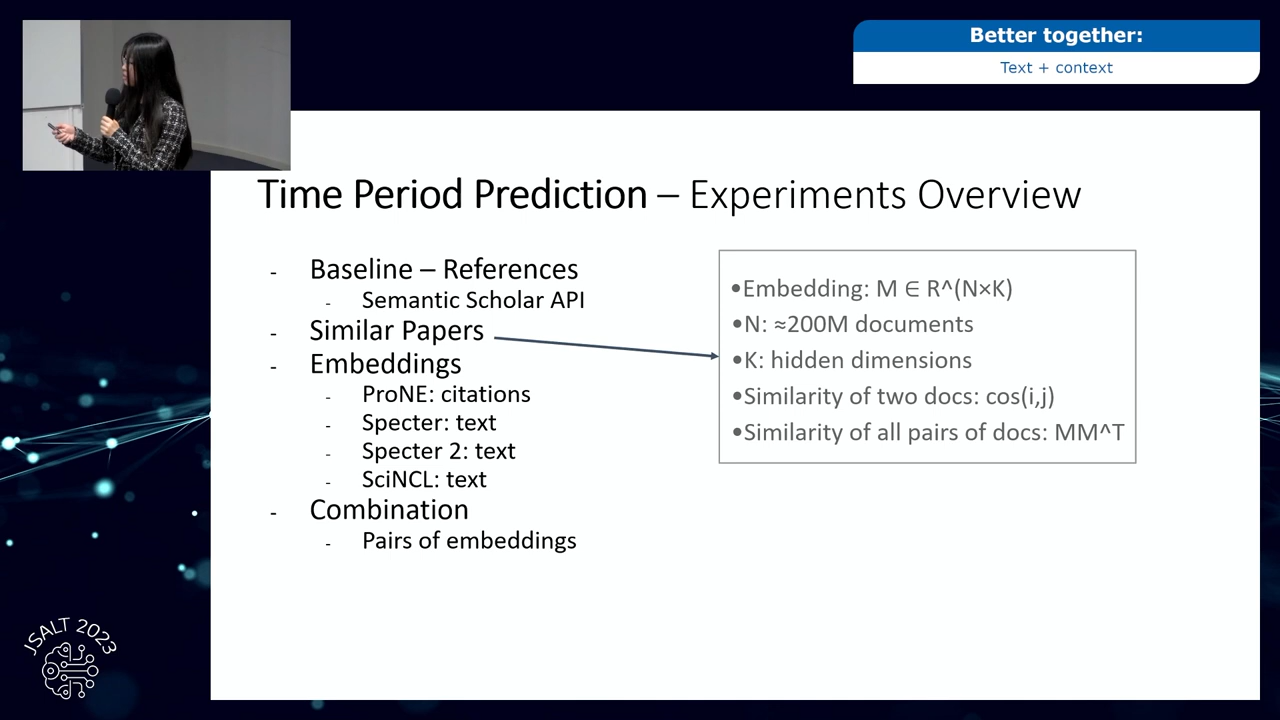 Better together:
Text + context
Time Period Prediction – Experiments Overview
- Baseline – References
- Semantic Scholar API
- Similar Papers
- Embeddings
- ProNE: citations
- Specter: text
- Specter 2: text
- SciNCL: text
- Combination
- Pairs of embeddings
•Embedding: M ∈ R^(N×K)
•N: ≈200M documents
•K: hidden dimensions
•Similarity of two docs: cos(i,j)
•Similarity of all pairs of docs: MM^T
JSALT 2023